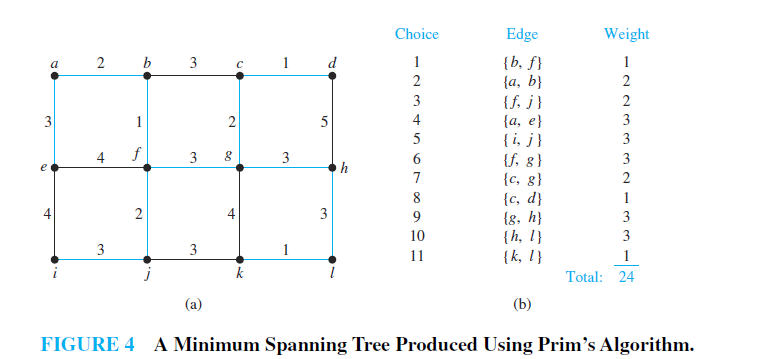 Choice Edge Weight
a 2 b 3 c 1 d
1 {b, f} 1
2 {a, b} 2
3 {f, j} 2
4 {a, e} 3
5 {i, j} 3
6 {f, g} 3
7 {c, g} 2
8 {c, d} 1
9 {g, h} 3
10 {h, l} 3
11 {k, l} 1
Total: 24
3 1 2 5
e 4 f 3 g 3 h
4 2 4 3
3 3 1
i j k l
(a) (b)
FIGURE 4 A Minimum Spanning Tree Produced Using Prim's Algorithm.